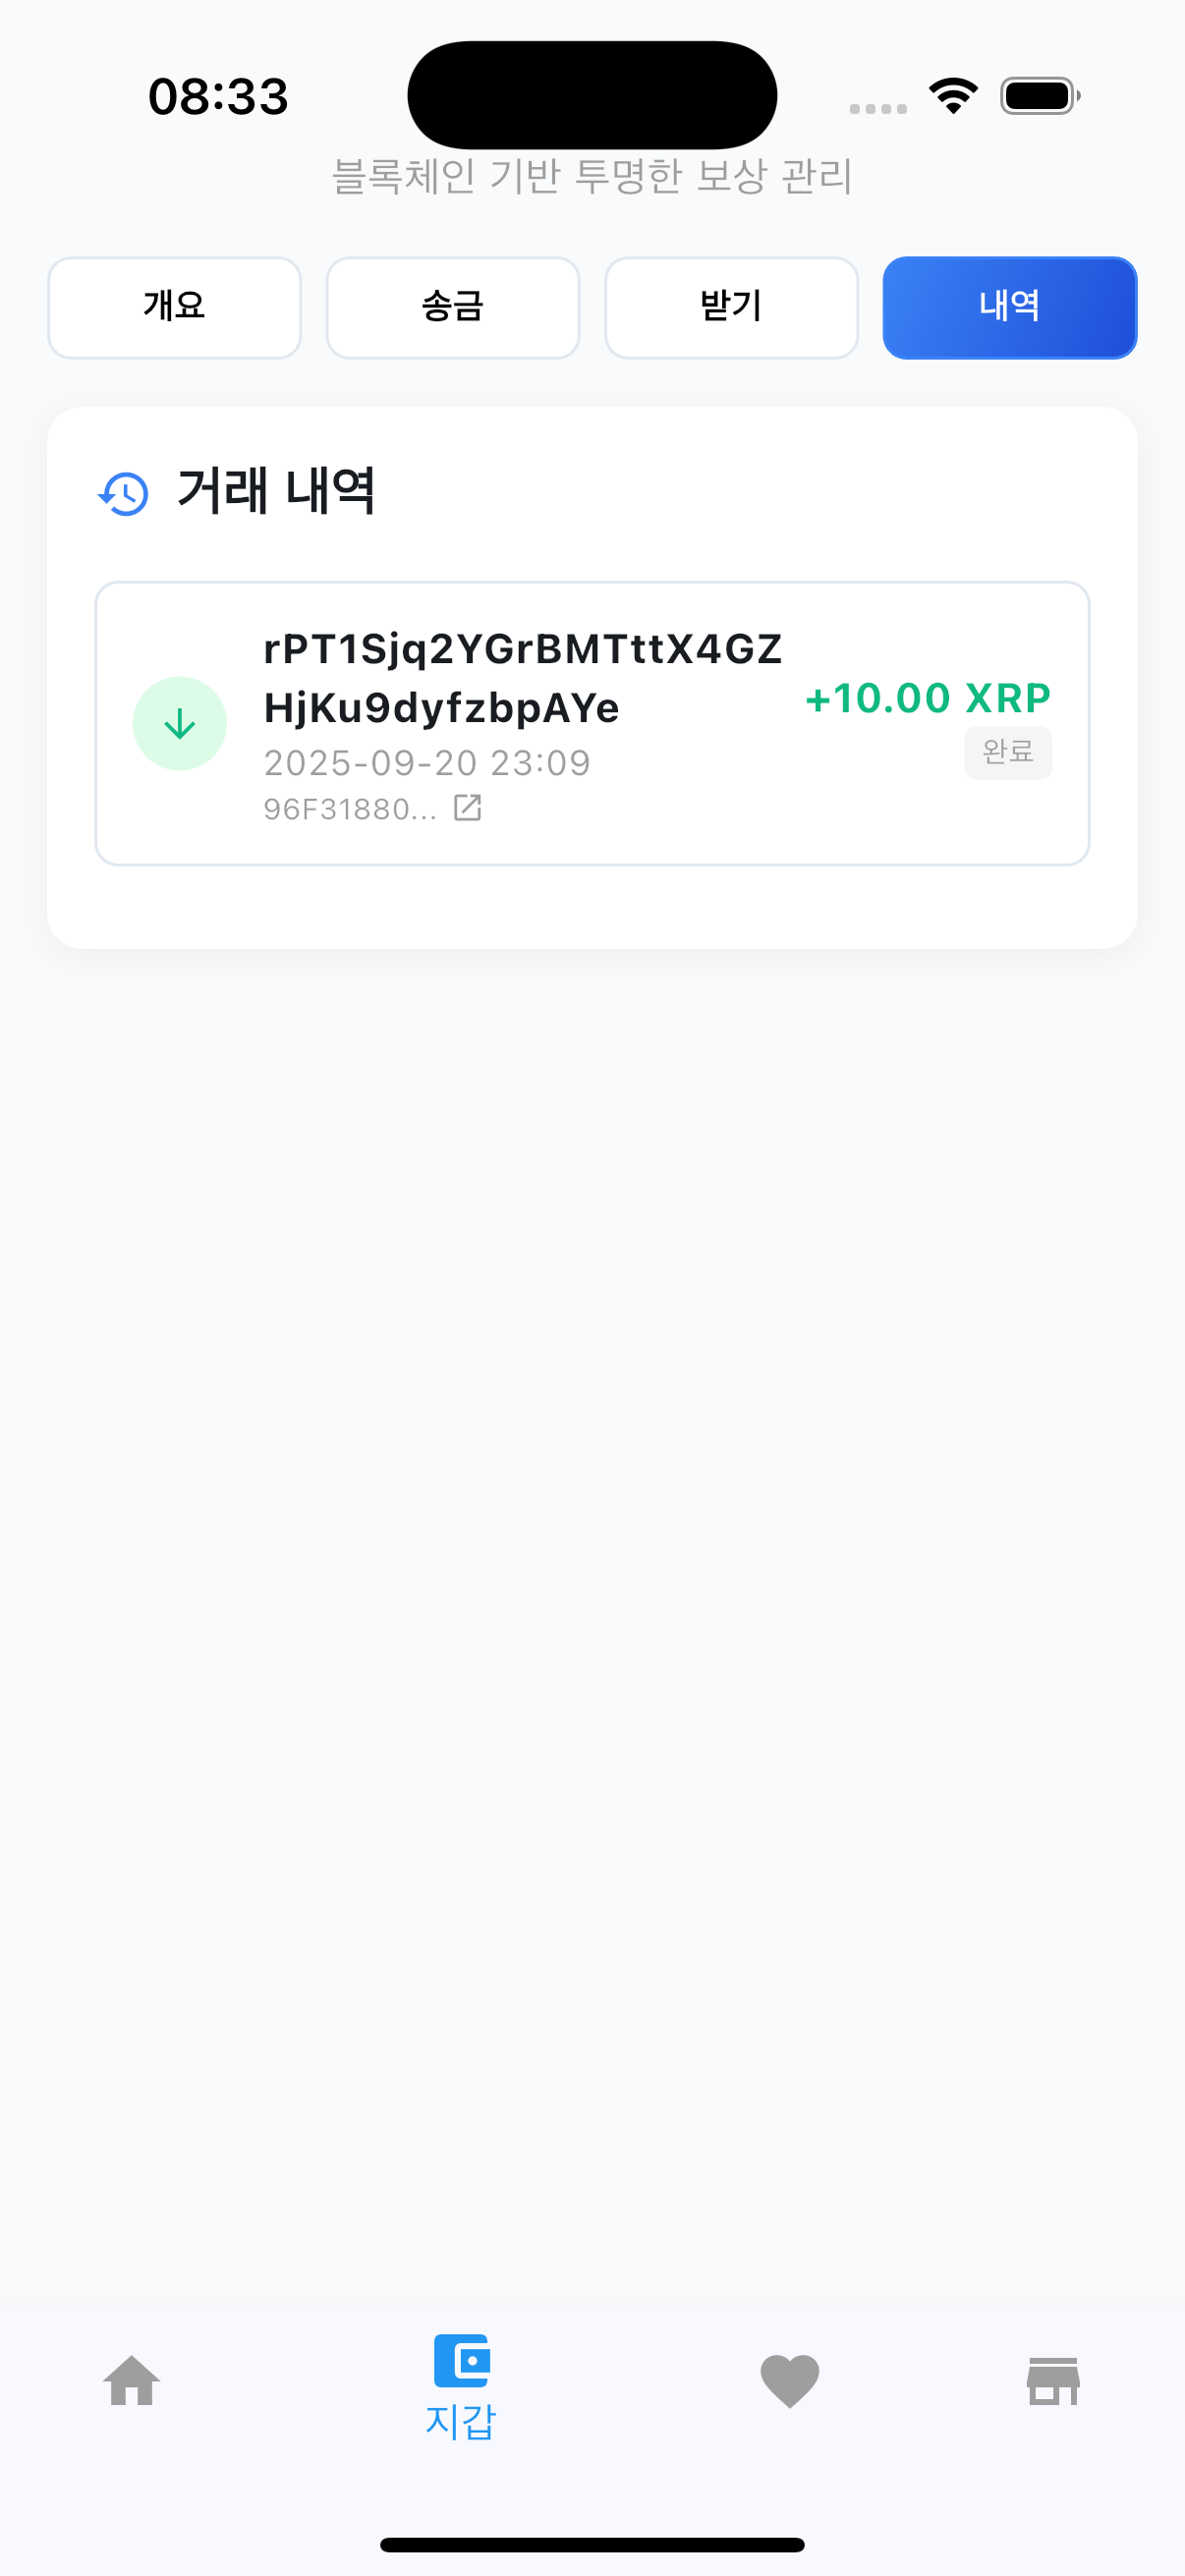 08:33
블록체인 기반 투명한 보상 관리
개요
송금
받기
내역
거래 내역
rPT1Sjq2YGrBMTttX4GZ
HjKu9dyfzbpAYe
+10.00 XRP
완료
2025-09-20 23:09
96F31880...
지갑